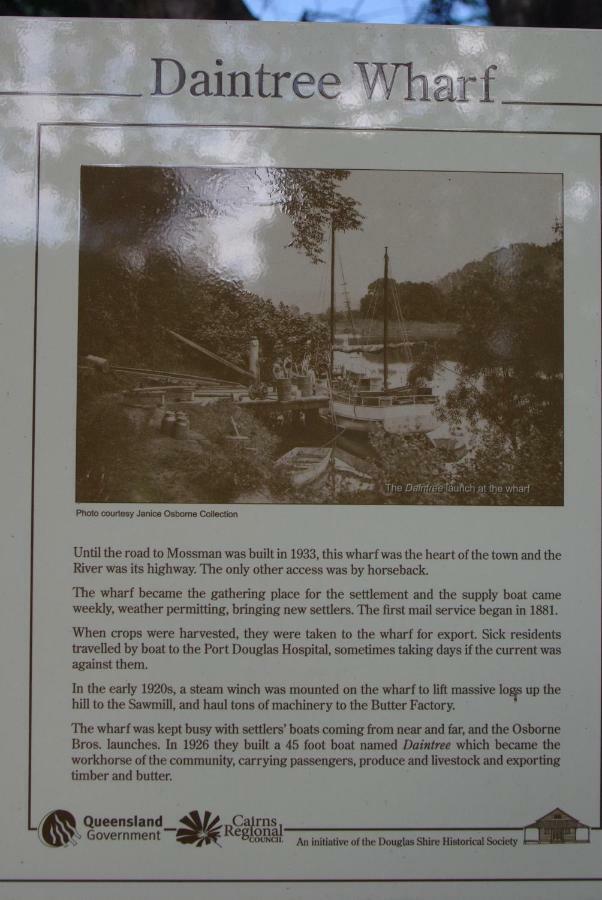 Daintree Wharf
The Daintree launch at the wharf
Photo courtesy Janice Osborne Collection
Until the road to Mossman was built in 1933, this wharf was the heart of the town and the
River was its highway. The only other access was by horseback.
The wharf became the gathering place for the settlement and the supply boat came
weekly, weather permitting, bringing new settlers. The first mail service began in 1881.
When crops were harvested, they were taken to the wharf for export. Sick residents
travelled by boat to the Port Douglas Hospital, sometimes taking days if the current was
against them.
In the early 1920s, a steam winch was mounted on the wharf to lift massive logs up the
hill to the Sawmill, and haul tons of machinery to the Butter Factory.
The wharf was kept busy with settlers' boats coming from near and far, and the Osborne
Bros. launches. In 1926 they built a 45 foot boat named Daintree which became the
workhorse of the community, carrying passengers, produce and livestock and exporting
timber and butter.
Queensland
Government
Cairns
Regional
COUNCIL
An initiative of the Douglas Shire Historical Society